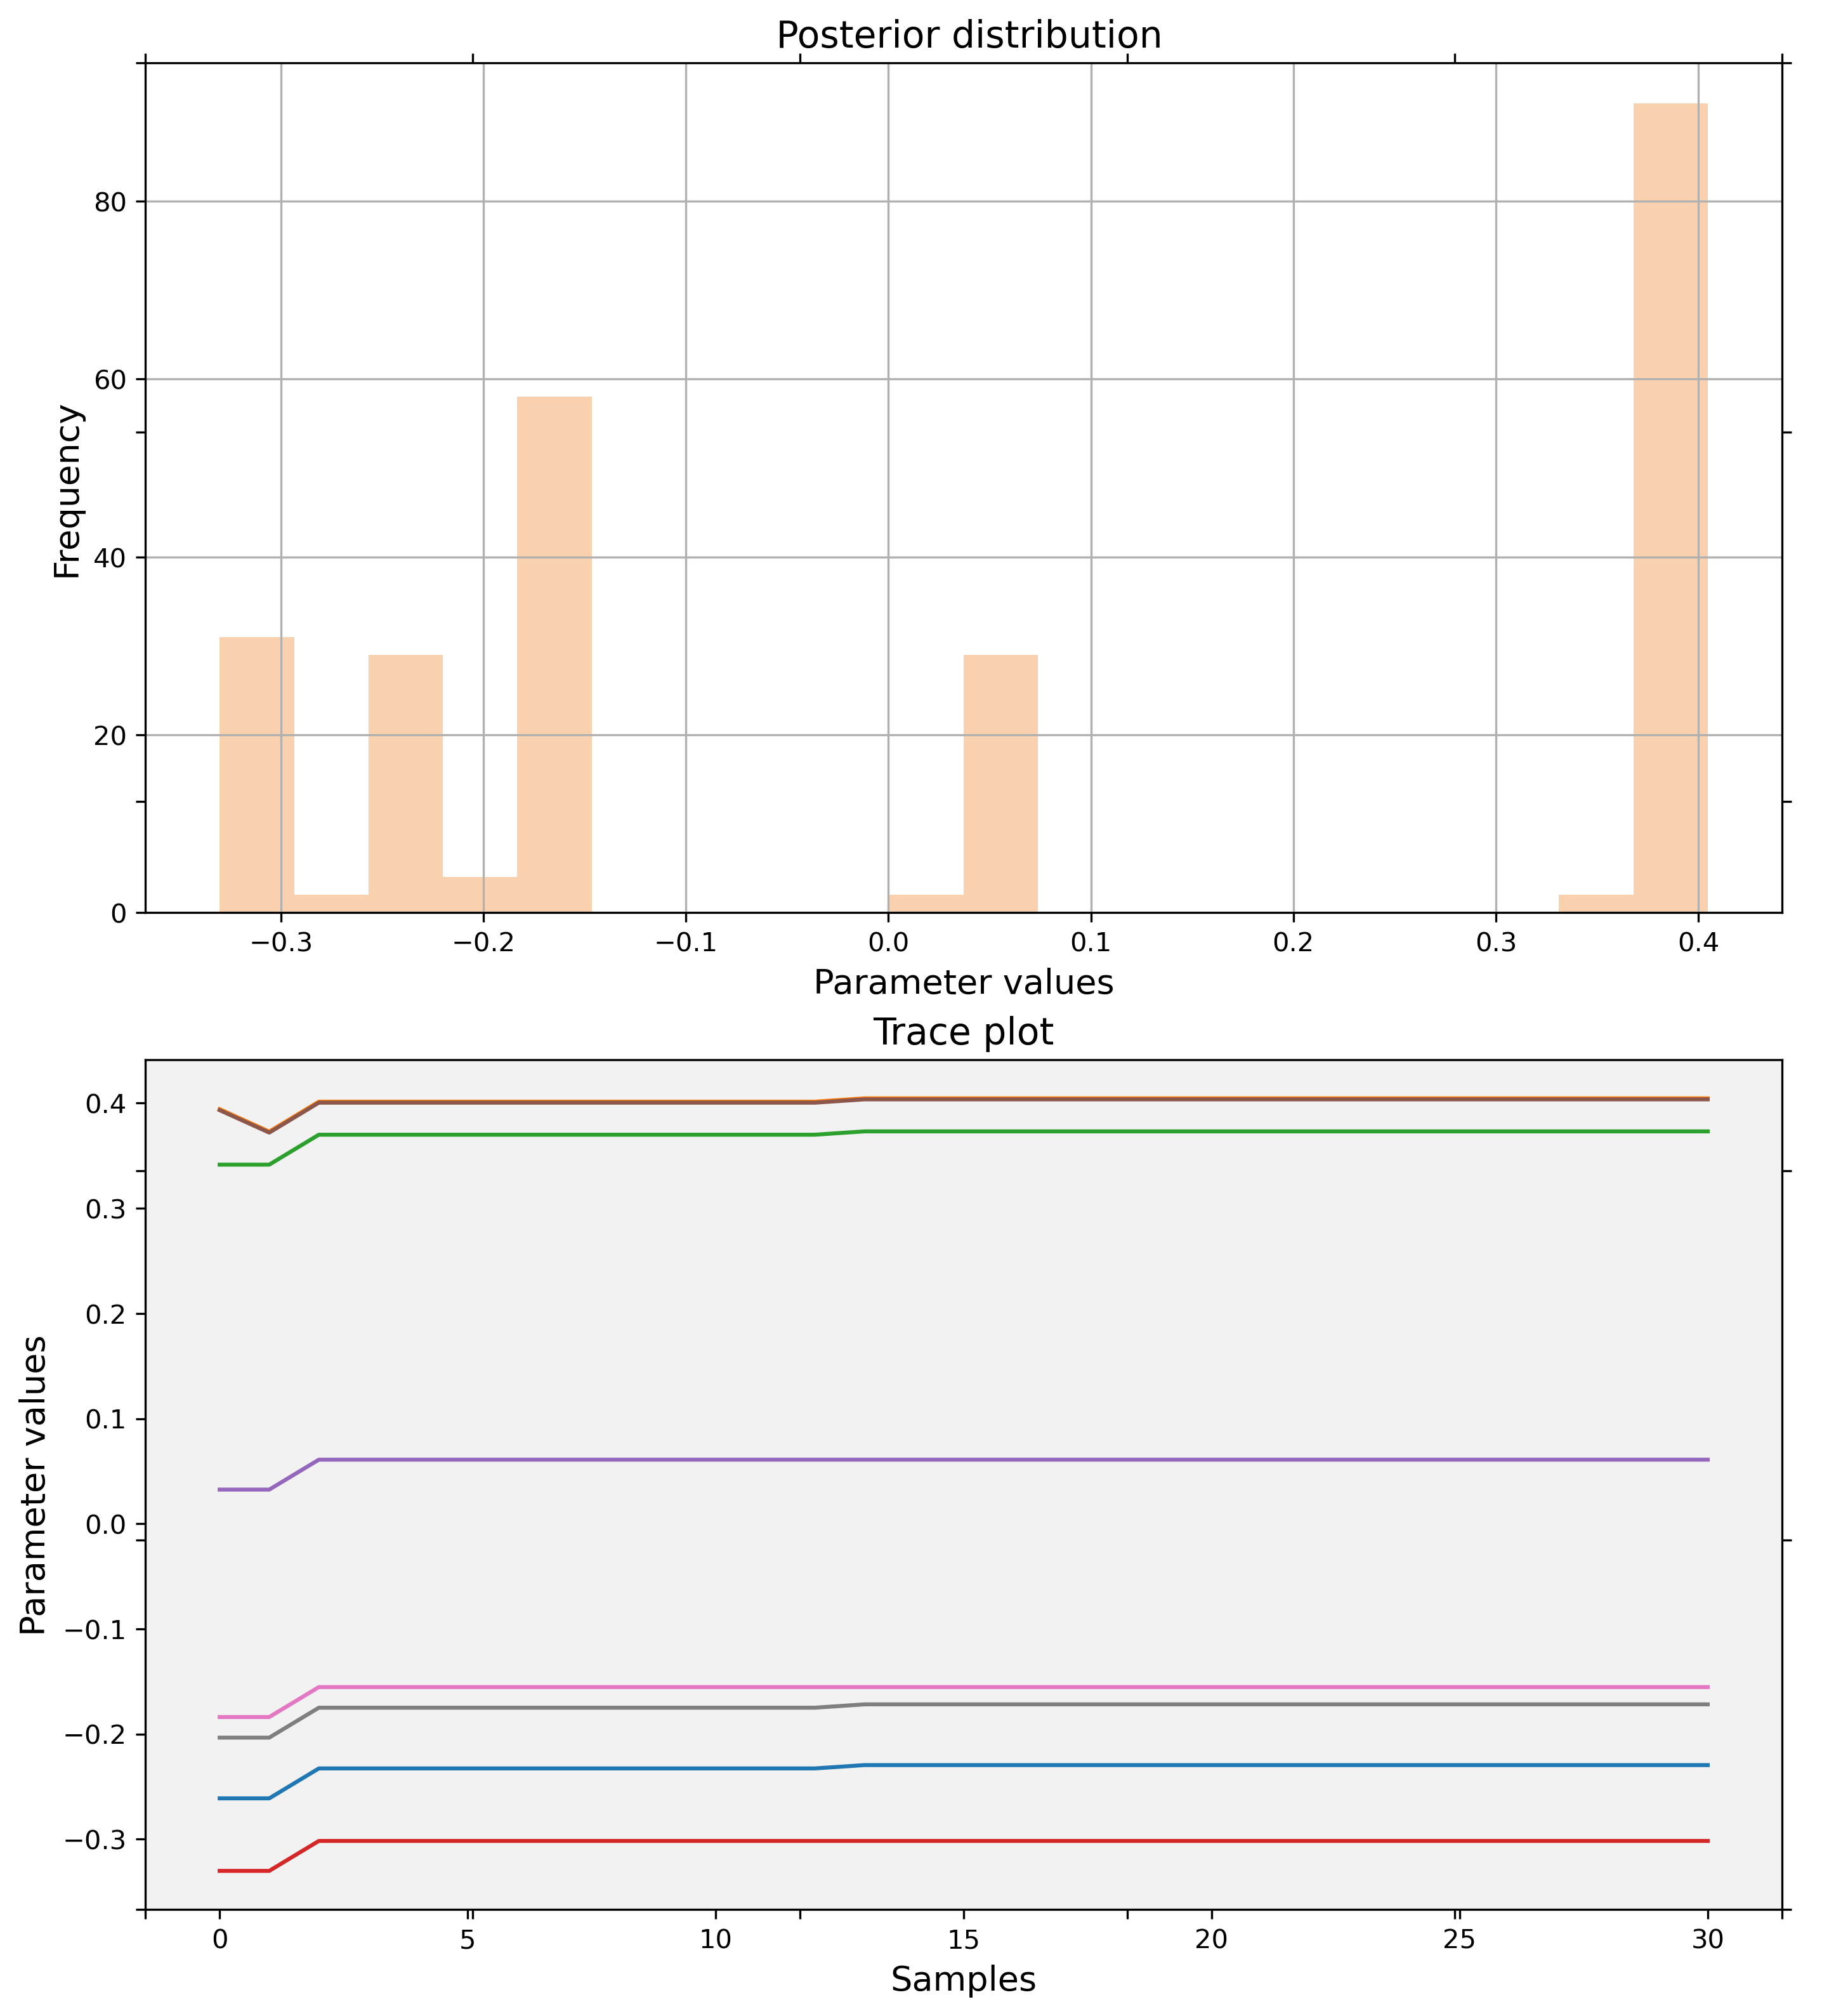 Posterior distribution
Frequency
80
60
40
20
0
−0.3 −0.2 −0.1 0.0 0.1 0.2 0.3 0.4
Parameter values
Trace plot
Parameter values
0.4
0.3
0.2
0.1
0.0
−0.1
−0.2
−0.3
0 5 10 15 20 25 30
Samples